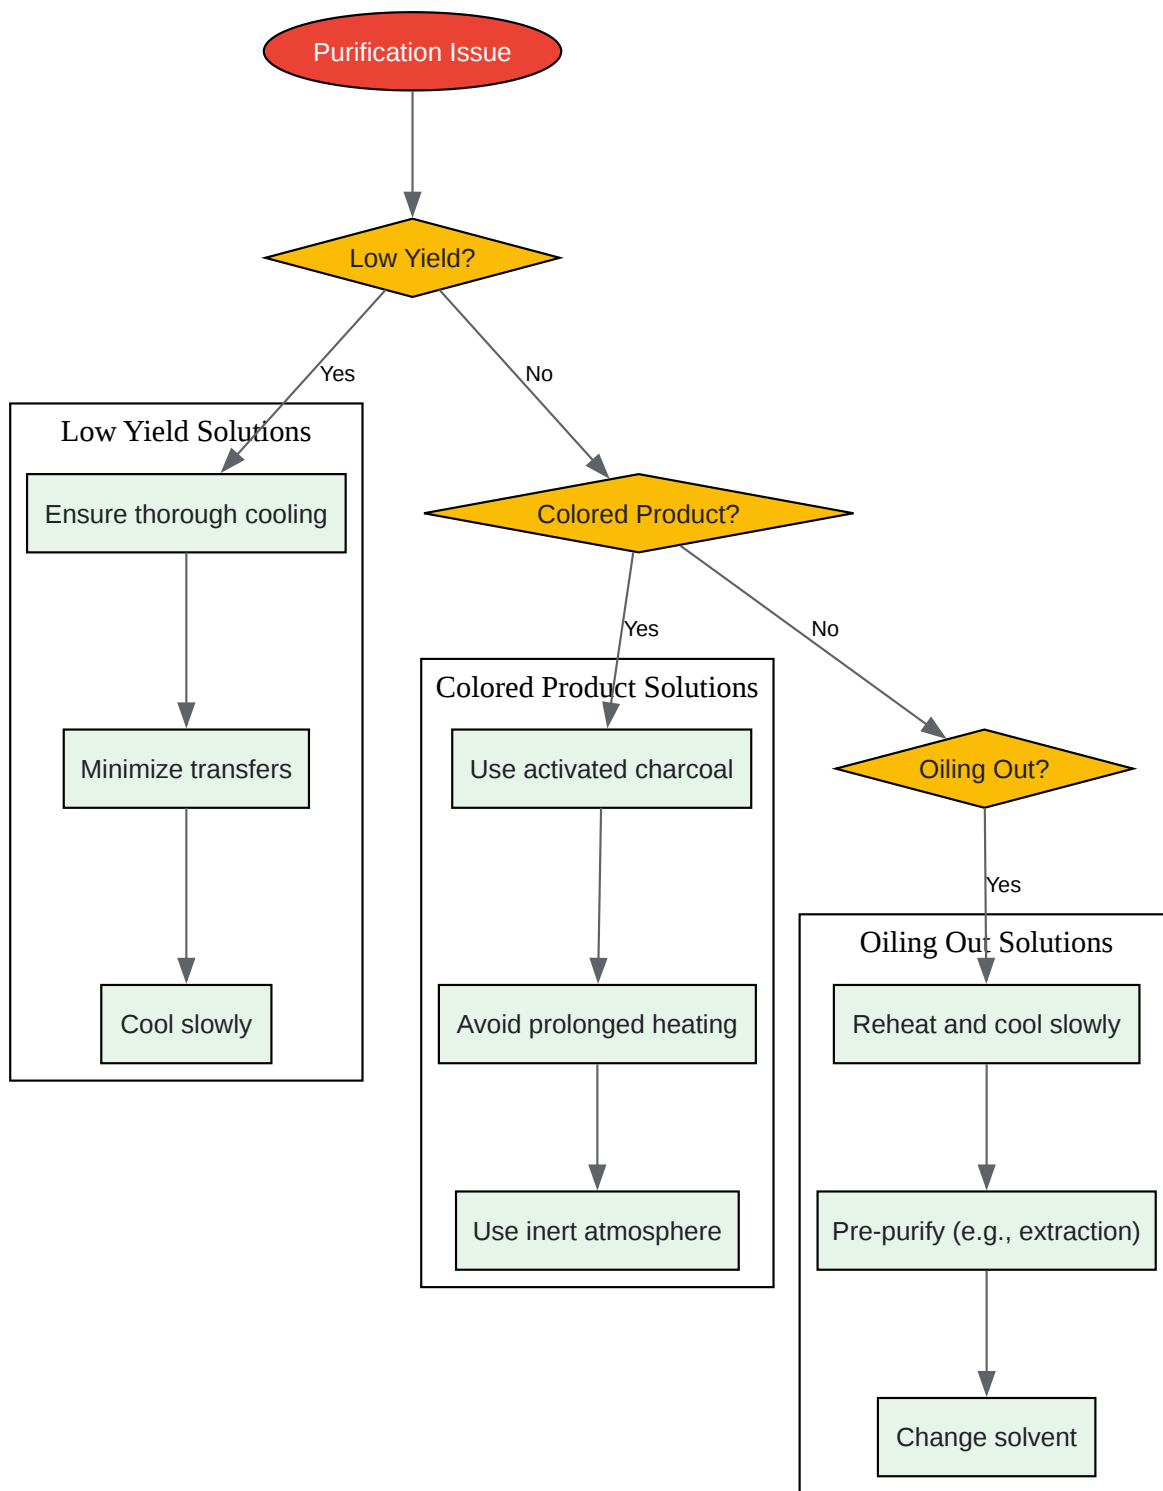 Purification Issue
Low Yield?
Yes
No
Low Yield Solutions
Ensure thorough cooling
Minimize transfers
Cool slowly
Colored Product?
Yes
No
Colored Product Solutions
Use activated charcoal
Avoid prolonged heating
Use inert atmosphere
Oiling Out?
Yes
Oiling Out Solutions
Reheat and cool slowly
Pre-purify (e.g., extraction)
Change solvent